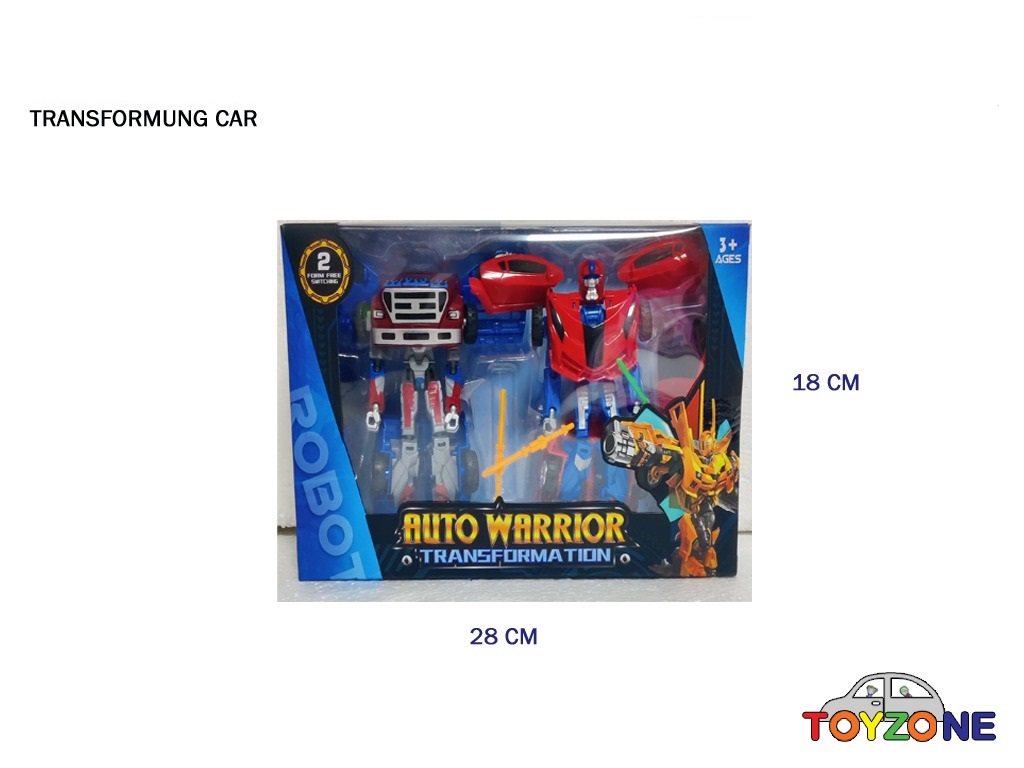 TRANSFORMUNG CAR
2
FORM FREE
SWITCHING
3+
AGES
18 CM
ROBOT
AUTO WARRIOR
TRANSFORMATION
28 CM
TOYZONE